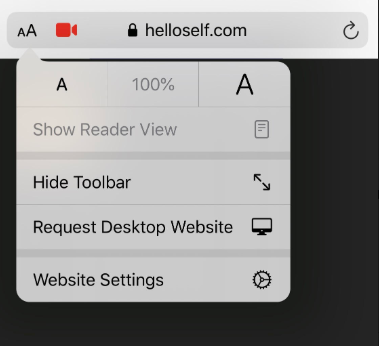 AA helloself.com
A 100% A
Show Reader View
Hide Toolbar
Request Desktop Website
Website Settings